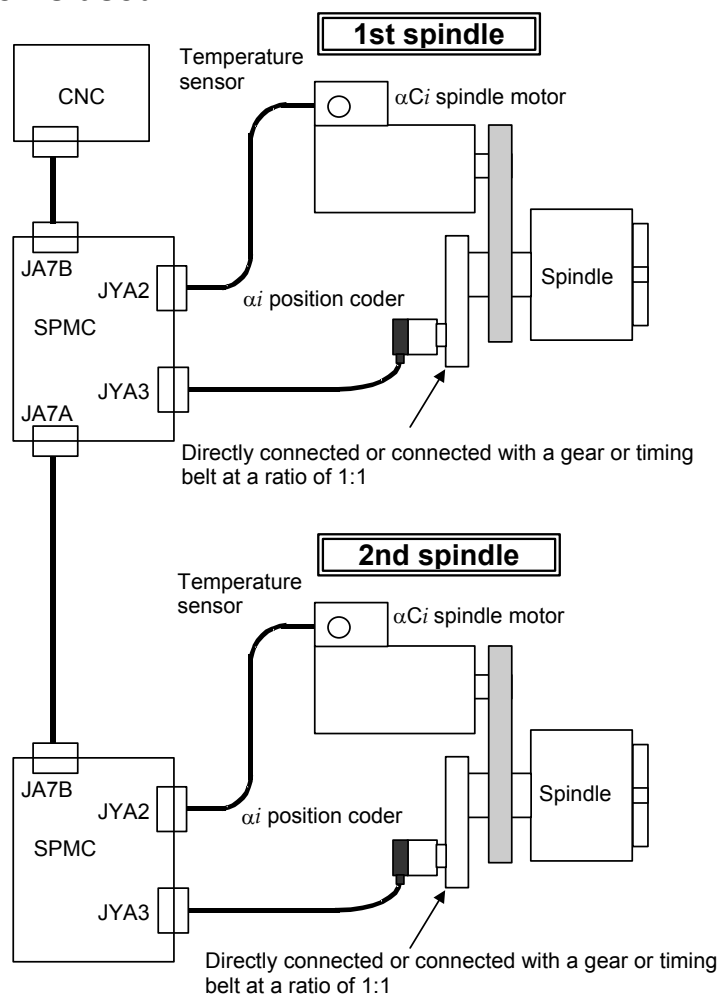 1st spindle
Temperature
sensor
CNC
αCi spindle motor
JA7B
JYA2
αi position coder
Spindle
SPMC
JYA3
JA7A
Directly connected or connected with a gear or timing
belt at a ratio of 1:1
2nd spindle
Temperature
sensor
αCi spindle motor
JA7B
JYA2
αi position coder
Spindle
SPMC
JYA3
Directly connected or connected with a gear or timing
belt at a ratio of 1:1